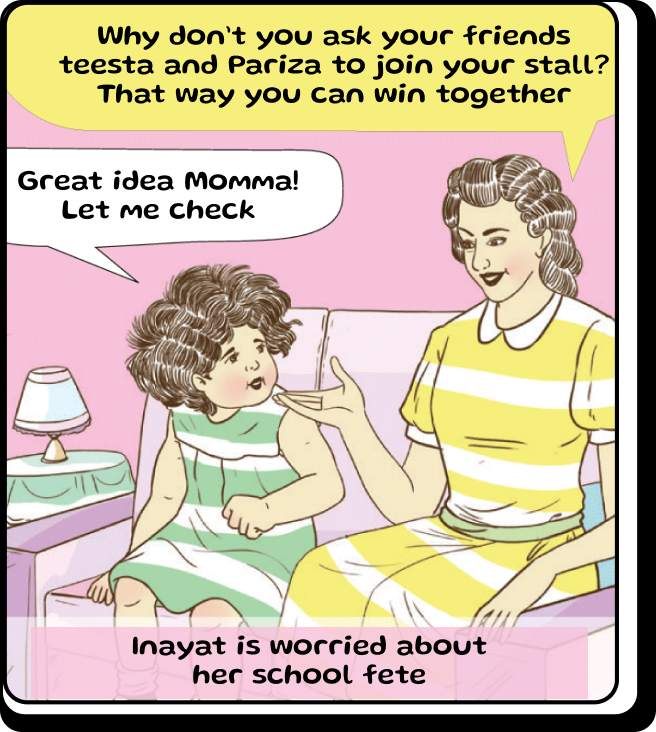 Why don't you ask your friends
teesta and Pariza to join your stall?
That way you can win together
Great idea Momma!
Let me check
Inayat is worried about
her school fete